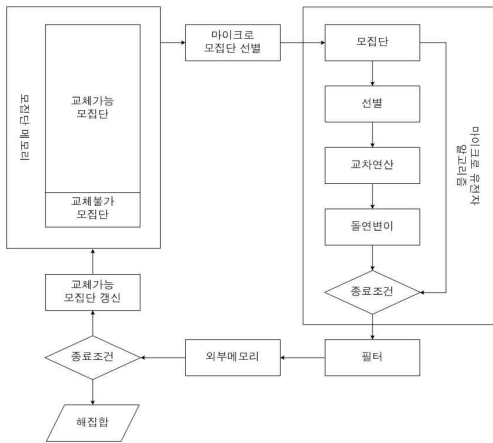 모집단 메모리
교체가능
모집단
교체불가
모집단
마이크로
모집단 선별
모집단
선별
교차연산
돌연변이
종료조건
마이크로 유전자
알고리즘
교체가능
모집단 갱신
종료조건
외부메모리
필터
해집합